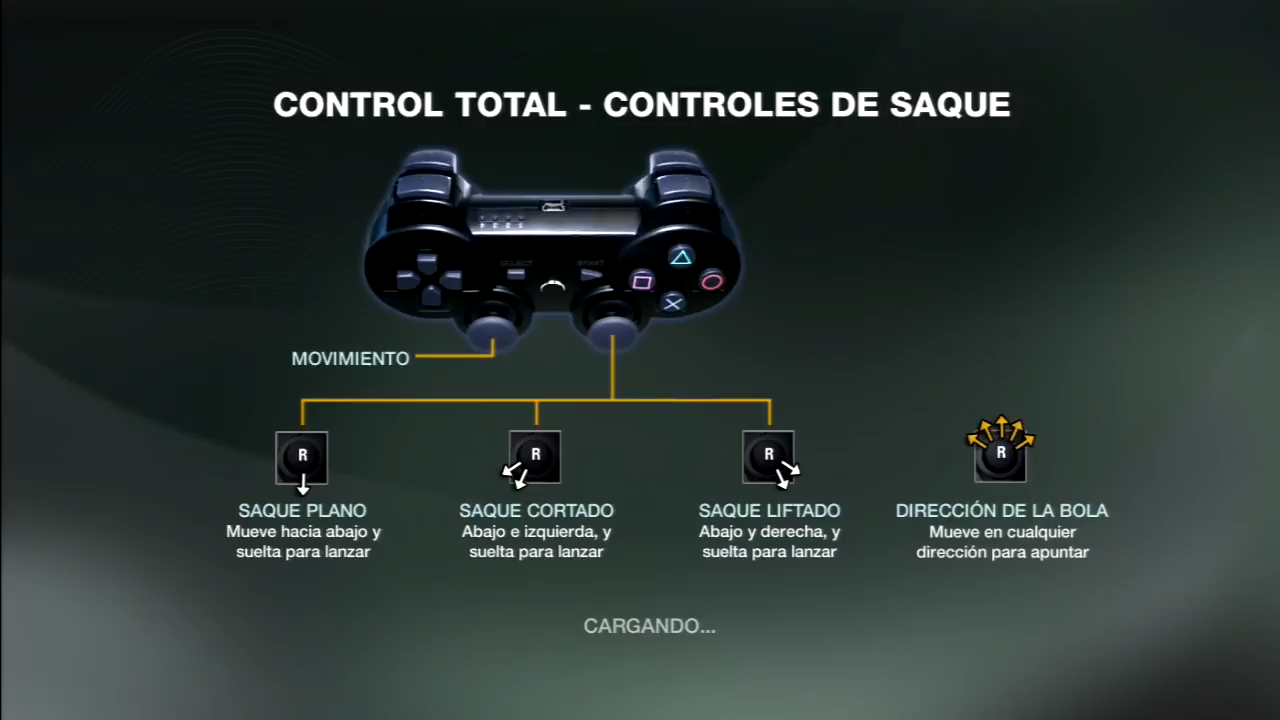 CONTROL TOTAL - CONTROLES DE SAQUE
SELECT
START
MOVIMIENTO
R
R
R
R
SAQUE PLANO
Mueve hacia abajo y
suelta para lanzar
SAQUE CORTADO
Abajo e izquierda, y
suelta para lanzar
SAQUE LIFTADO
Abajo y derecha, y
suelta para lanzar
DIRECCIÓN DE LA BOLA
Mueve en cualquier
dirección para apuntar
CARGANDO...